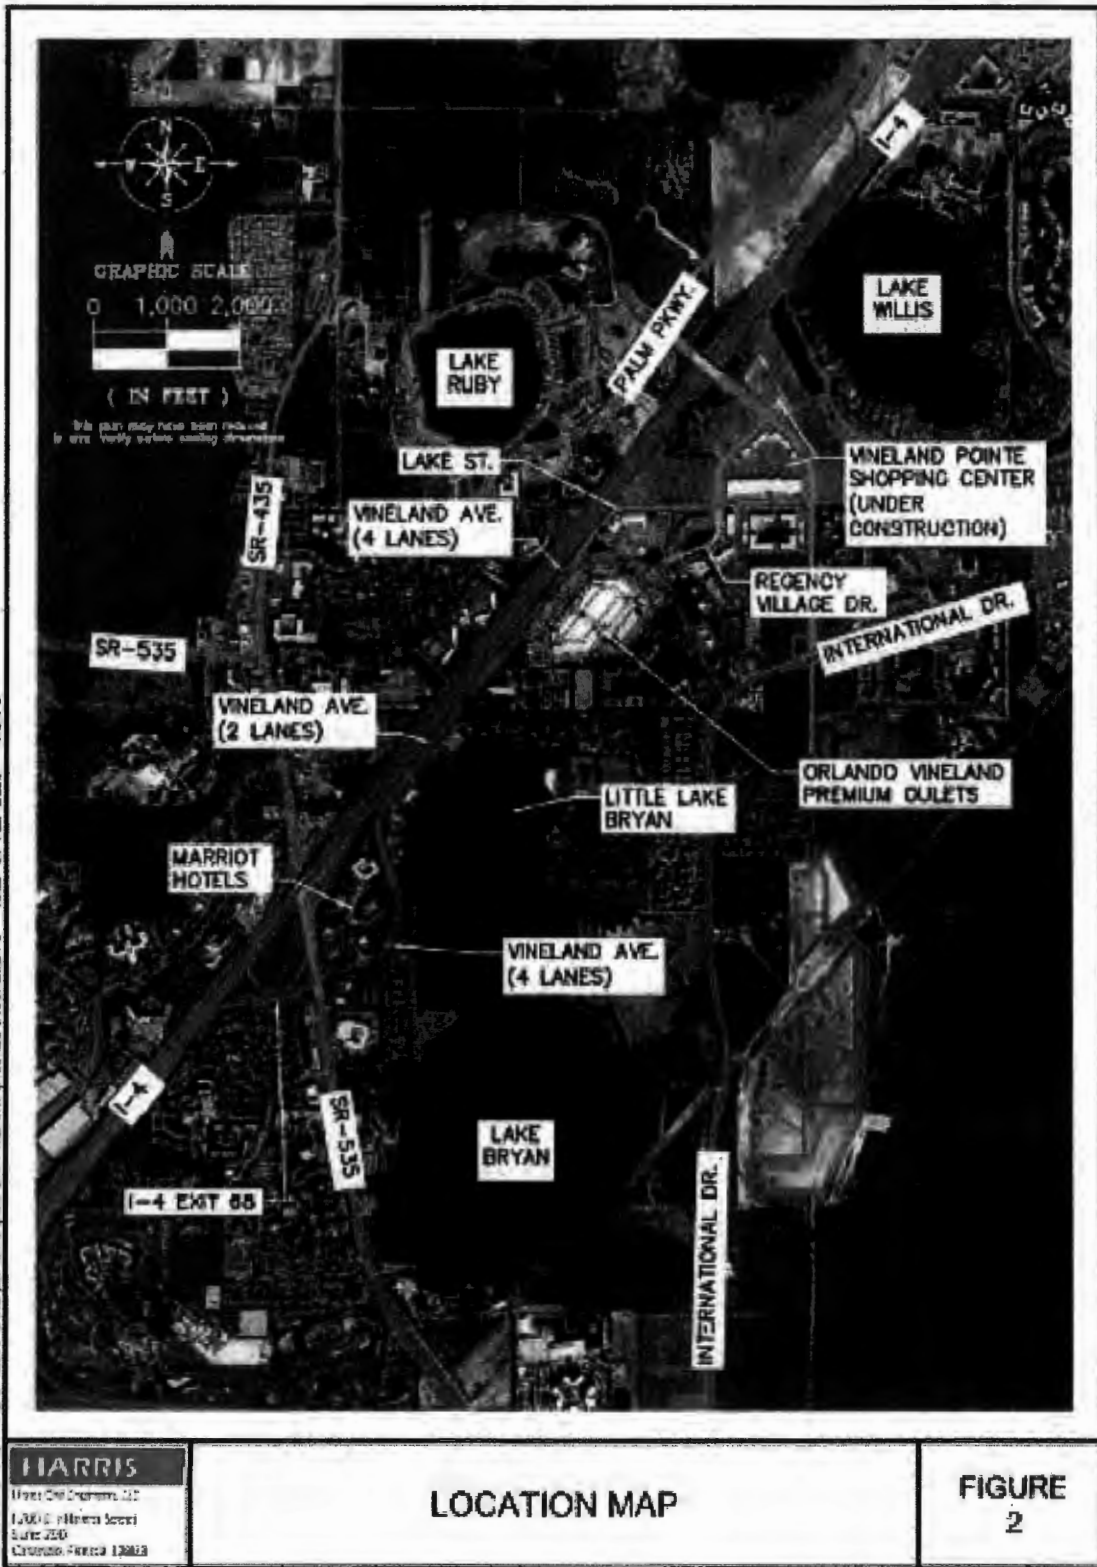 I-4
N
W E
S
GRAPHIC SCALE
0 1,000 2,000
( IN FEET )
LAKE
WILLIS
PALM PKWY.
LAKE
RUBY
LAKE ST.
VINELAND AVE.
(4 LANES)
SR-435
VINELAND POINTE
SHOPPING CENTER
(UNDER
CONSTRUCTION)
REGENCY
VILLAGE DR.
INTERNATIONAL DR.
SR-535
VINELAND AVE.
(2 LANES)
ORLANDO VINELAND
PREMIUM OULETS
LITTLE LAKE
BRYAN
MARRIOT
HOTELS
VINELAND AVE.
(4 LANES)
I-4
SR-535
LAKE
BRYAN
I-4 EXIT 68
INTERNATIONAL DR.
HARRIS
LOCATION MAP
FIGURE
2